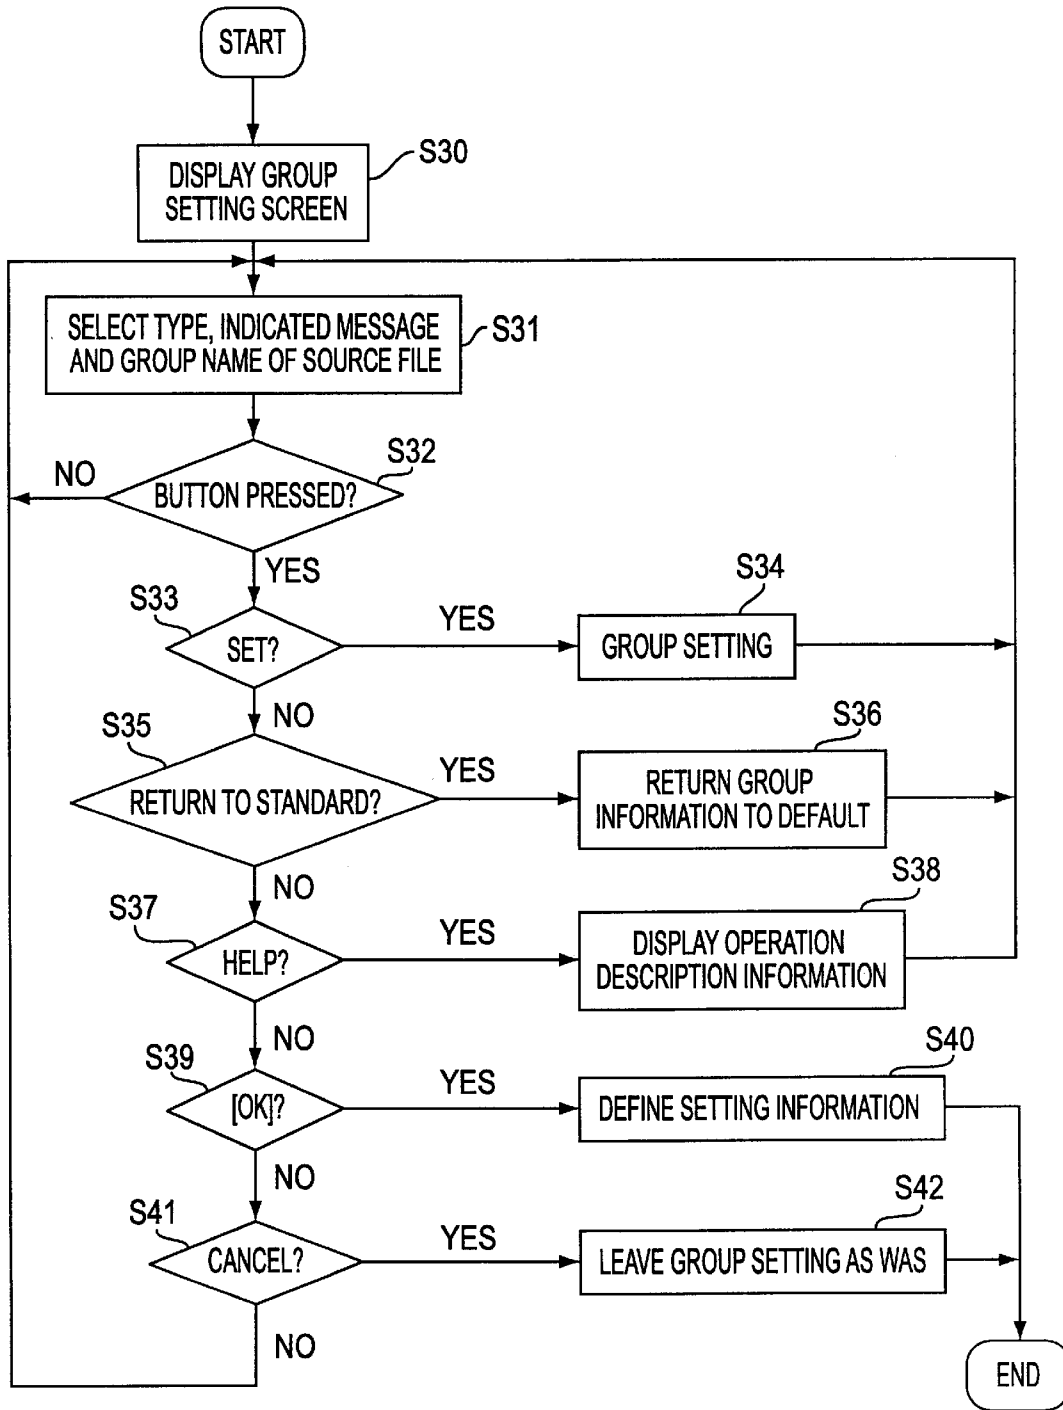 START
S30
DISPLAY GROUP
SETTING SCREEN
S31
SELECT TYPE, INDICATED MESSAGE
AND GROUP NAME OF SOURCE FILE
S32
NO
BUTTON PRESSED?
YES
S33
SET?
YES
S34
GROUP SETTING
NO
S35
RETURN TO STANDARD?
YES
S36
RETURN GROUP
INFORMATION TO DEFAULT
NO
S37
HELP?
YES
S38
DISPLAY OPERATION
DESCRIPTION INFORMATION
NO
S39
[OK]?
YES
S40
DEFINE SETTING INFORMATION
NO
S41
CANCEL?
YES
S42
LEAVE GROUP SETTING AS WAS
NO
END